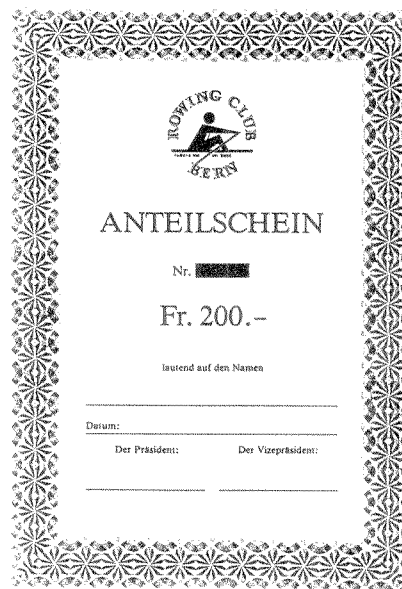 ROWING CLUB
BERN
ANTEILSCHEIN
Nr.
Fr. 200.–
lautend auf den Namen
Datum:
Der Präsident: Der Vizepräsident: